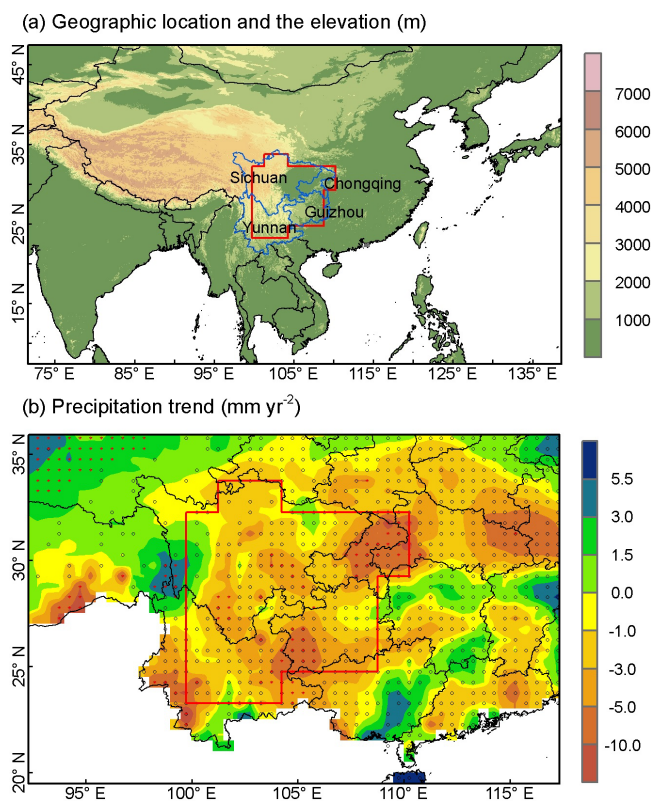 (a) Geographic location and the elevation (m)
45° N
35° N
25° N
15° N
Sichuan
Chongqing
Guizhou
Yunnan
75° E 85° E 95° E 105° E 115° E 125° E 135° E
7000
6000
5000
4000
3000
2000
1000
(b) Precipitation trend (mm yr-2)
35° N
30° N
25° N
20° N
95° E 100° E 105° E 110° E 115° E
5.5
3.0
1.5
0.0
-1.0
-3.0
-5.0
-10.0